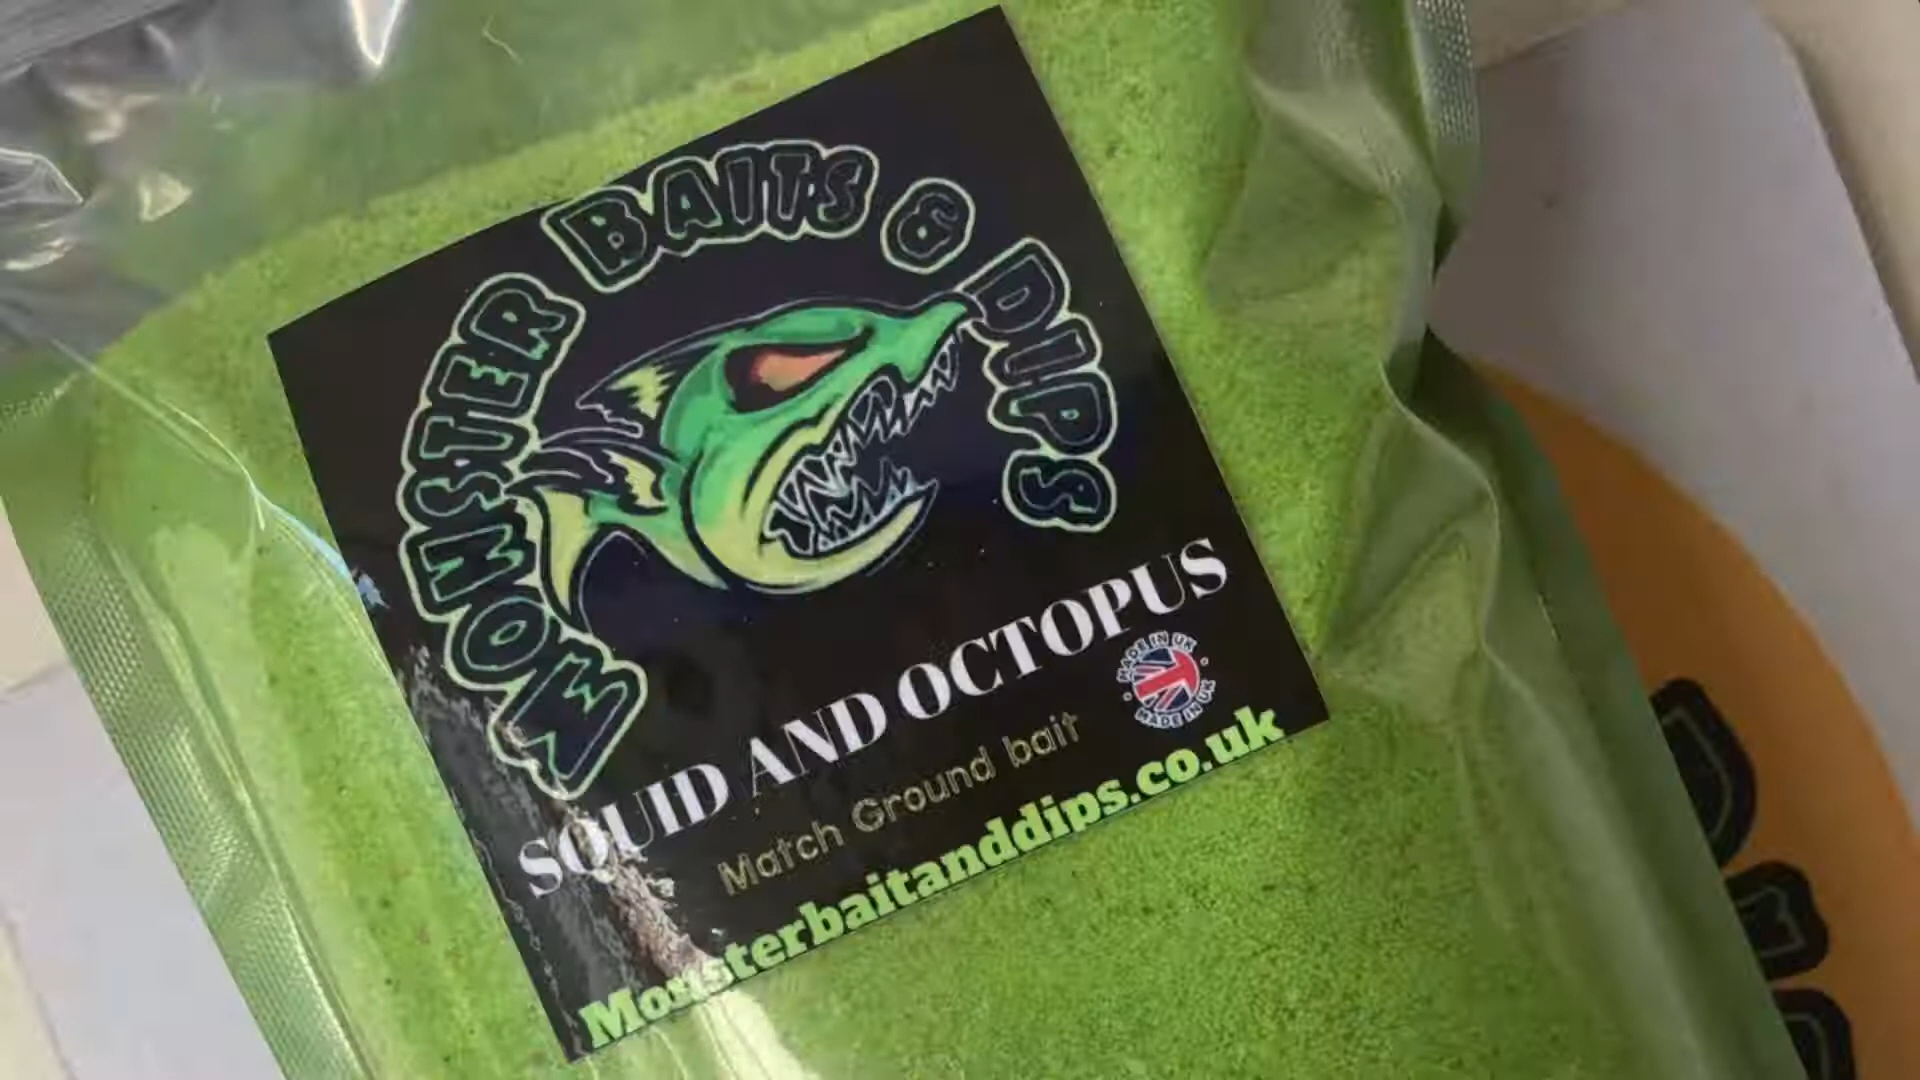 MONSTER BAITS & DIPS
SQUID AND OCTOPUS
MADE IN UK
MADE IN UK
Match Ground bait
Monsterbaitanddips.co.uk